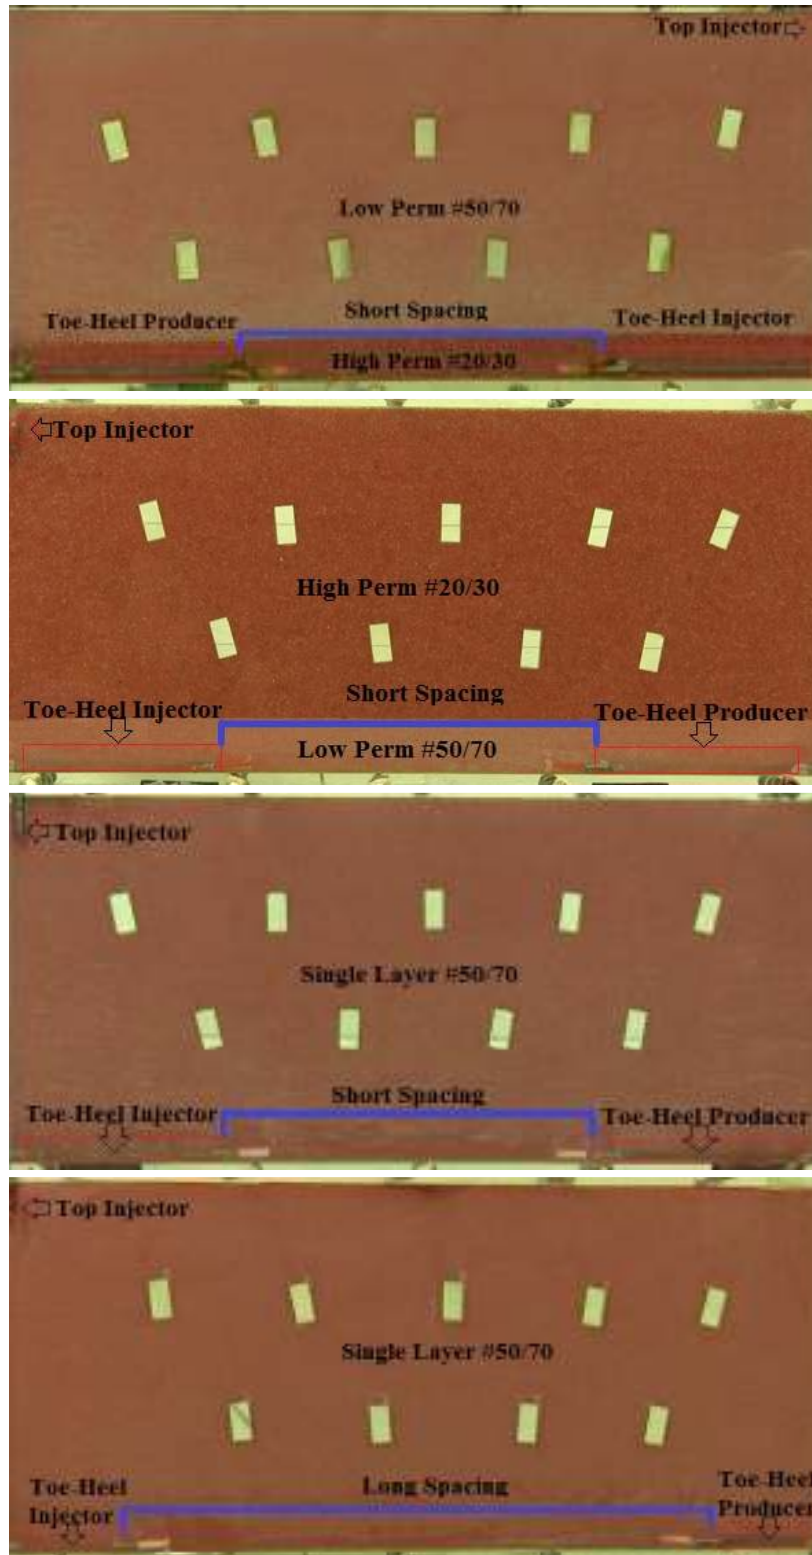 Top Injector
Low Perm #50/70
Short Spacing
Toe-Heel Producer
Toe-Heel Injector
High Perm #20/30
Top Injector
High Perm #20/30
Short Spacing
Toe-Heel Injector
Toe-Heel Producer
Low Perm #50/70
Top Injector
Single Layer #50/70
Short Spacing
Toe-Heel Injector
Toe-Heel Producer
Top Injector
Single Layer #50/70
Long Spacing
Toe-Heel
Injector
Toe-Heel
Producer